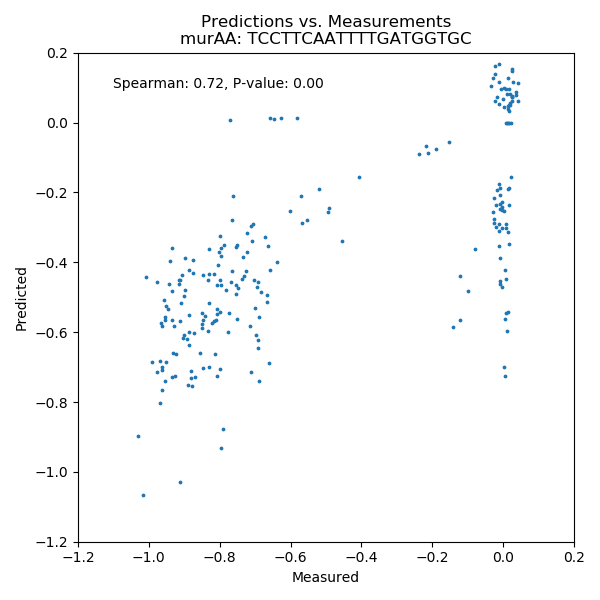 Predictions vs. Measurements
murAA: TCCTTCAATTTTGATGGTGC
Spearman: 0.72, P-value: 0.00
0.2
0.0
−0.2
−0.4
−0.6
−0.8
−1.0
−1.2
Predicted
−1.2 −1.0 −0.8 −0.6 −0.4 −0.2 0.0 0.2
Measured